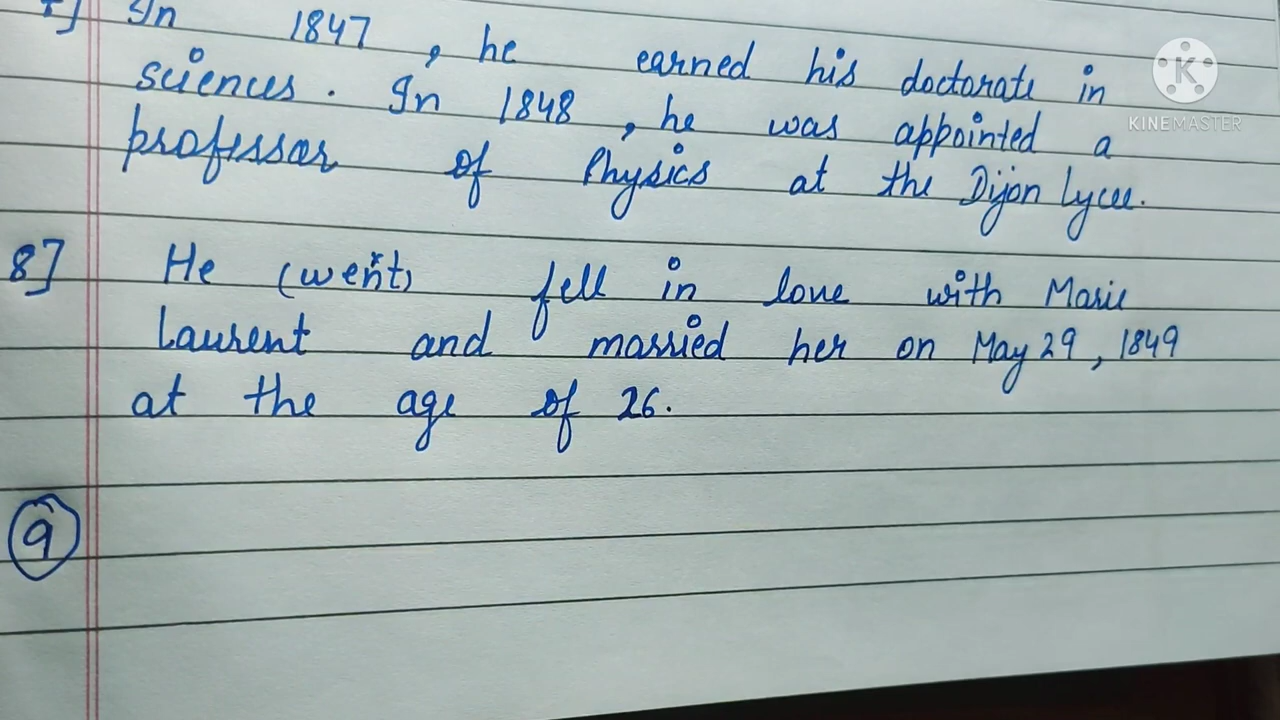 7] In 1847, he earned his doctorate in
sciences. In 1848, he was appointed a
professor of Physics at the Dijon Lycee.
8] He (went) fell in love with Marie
Laurent and married her on May 29, 1849
at the age of 26.
9
K
KINEMASTER